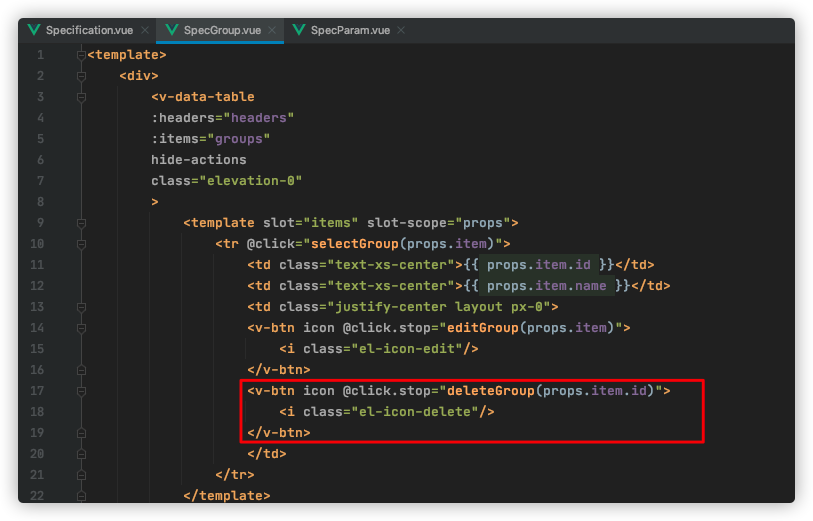 Specification.vue SpecGroup.vue SpecParam.vue
1 <template>
2 <div>
3 <v-data-table
4 :headers="headers"
5 :items="groups"
6 hide-actions
7 class="elevation-0"
8 >
9 <template slot="items" slot-scope="props">
10 <tr @click="selectGroup(props.item)">
11 <td class="text-xs-center">{{ props.item.id }}</td>
12 <td class="text-xs-center">{{ props.item.name }}</td>
13 <td class="justify-center layout px-0">
14 <v-btn icon @click.stop="editGroup(props.item)">
15 <i class="el-icon-edit"/>
16 </v-btn>
17 <v-btn icon @click.stop="deleteGroup(props.item.id)">
18 <i class="el-icon-delete"/>
19 </v-btn>
20 </td>
21 </tr>
22 </template>